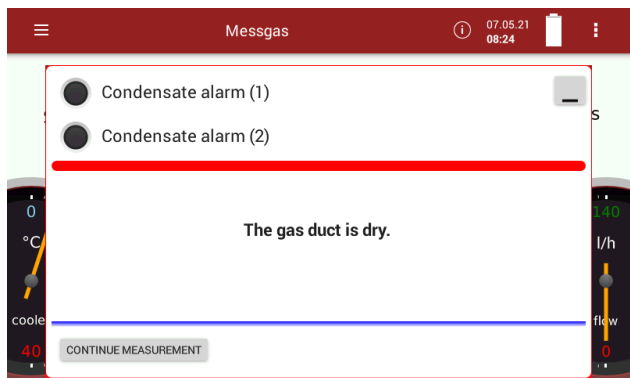 Messgas
07.05.21
08:24
Condensate alarm (1)
Condensate alarm (2)
s
The gas duct is dry.
0
140
°C
l/h
coole
flow
40
0
CONTINUE MEASUREMENT